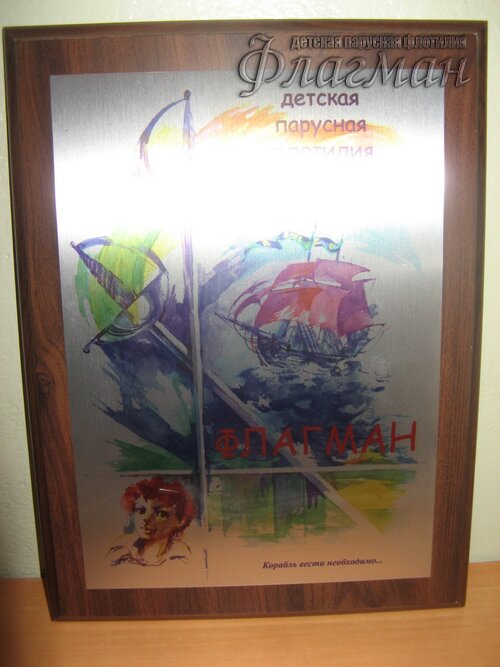 детская парусная флотилия
Флагман
детская
парусная
флотилия
ФЛАГМАН
Корабль вести необходимо...